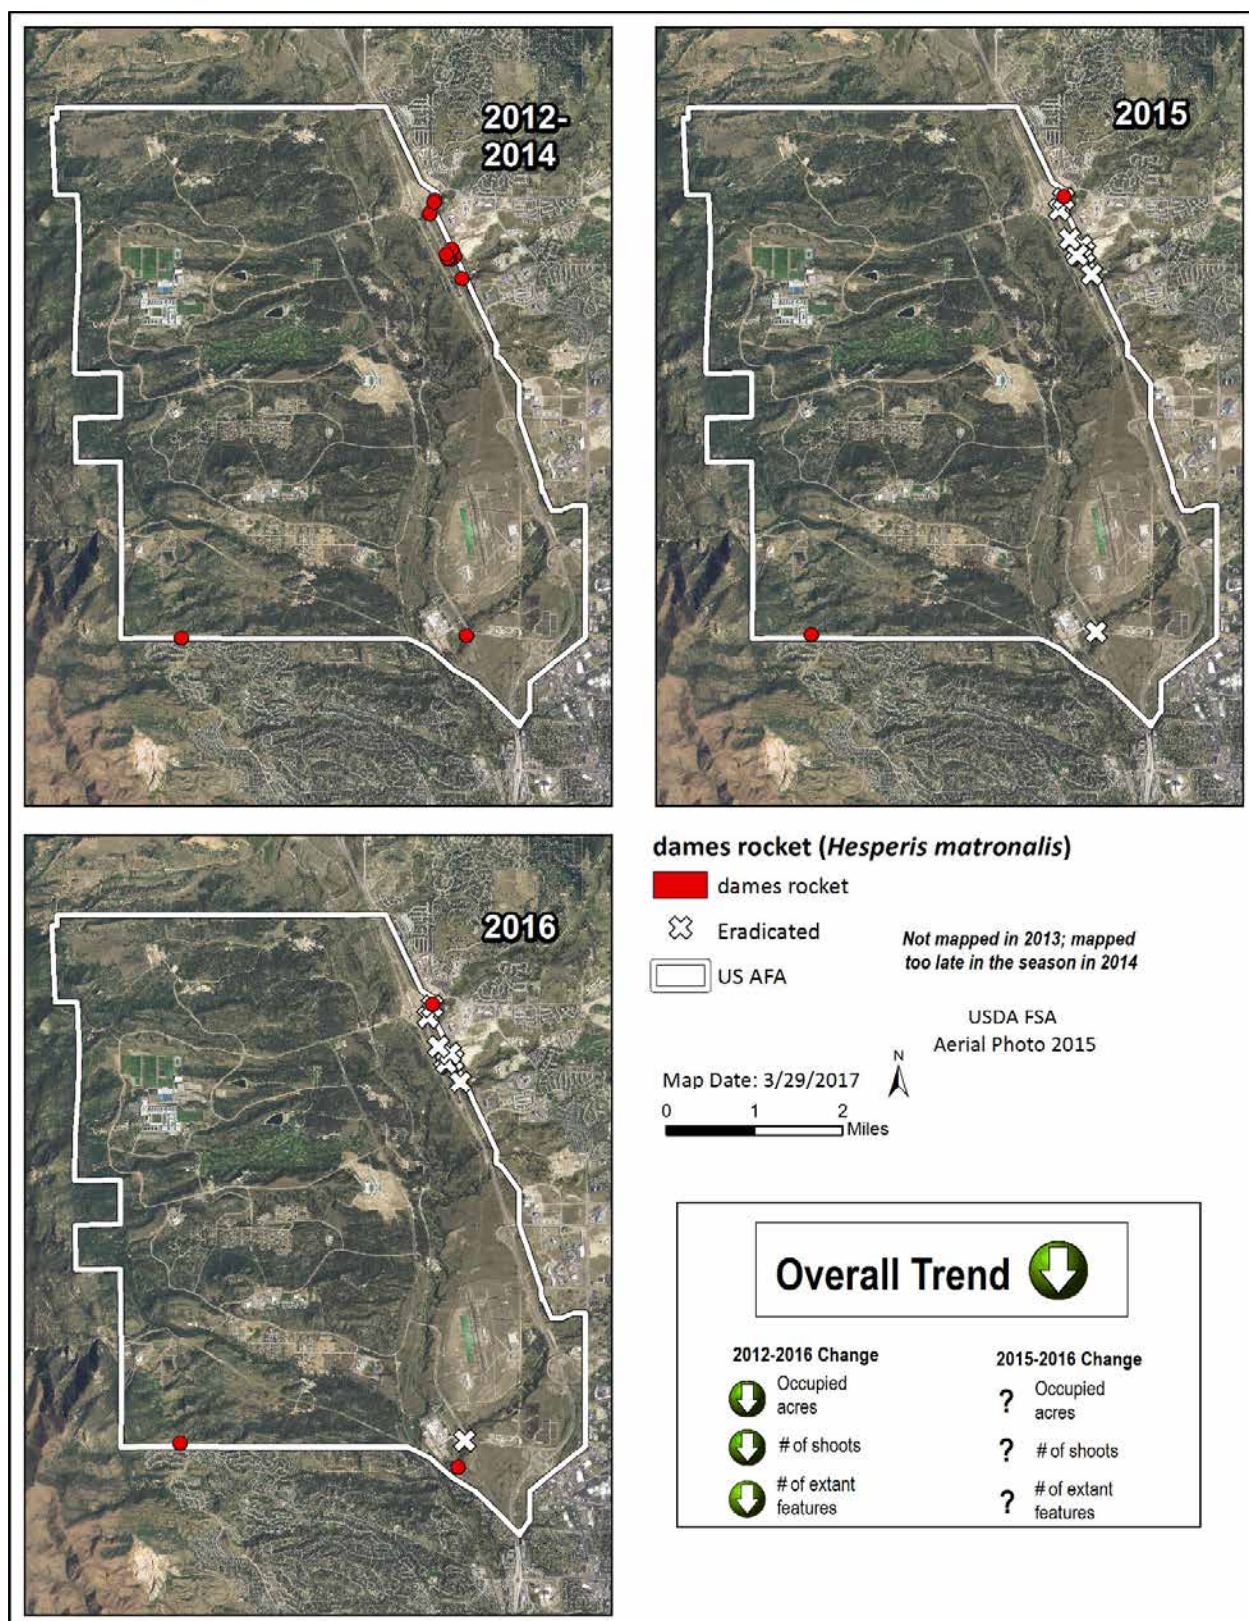 2012-
2014
2015
2016
dames rocket (Hesperis matronalis)
dames rocket
Eradicated
US AFA
Not mapped in 2013; mapped
too late in the season in 2014
USDA FSA
Aerial Photo 2015
Map Date: 3/29/2017
N
0 1 2
Miles
Overall Trend
2012-2016 Change
Occupied
acres
# of shoots
# of extant
features
2015-2016 Change
? Occupied
acres
? # of shoots
? # of extant
features